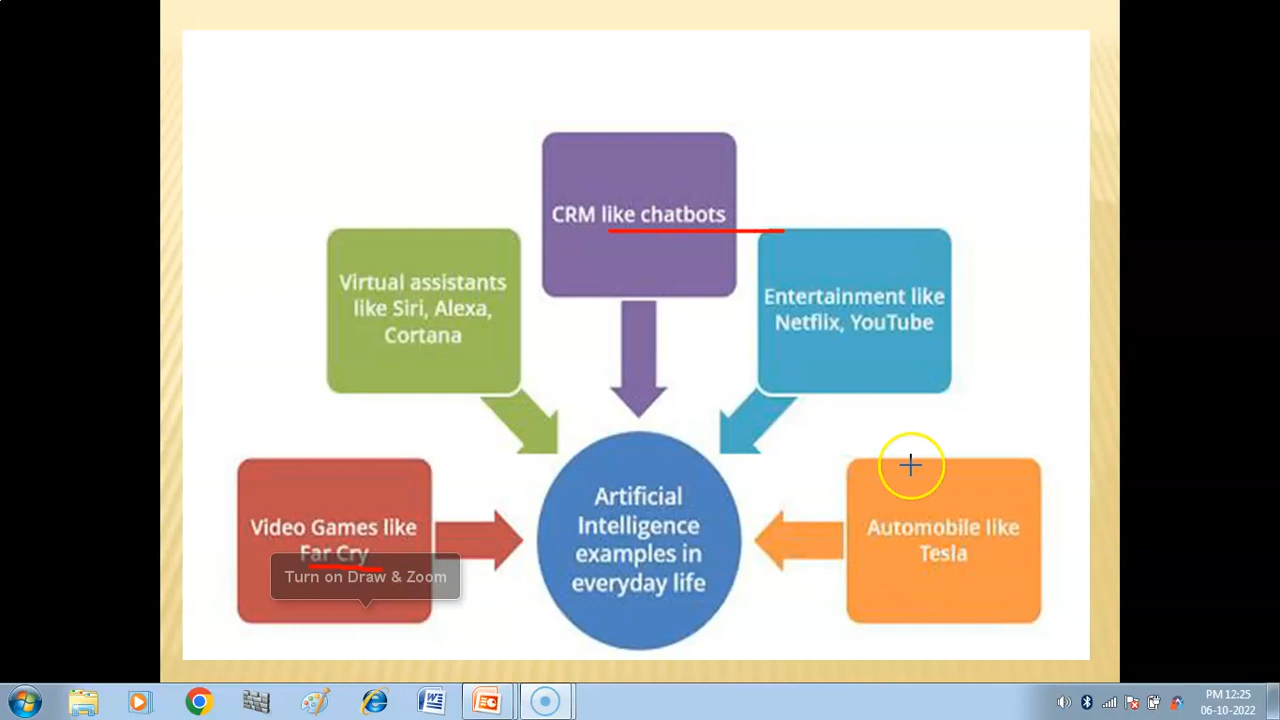 CRM like chatbots
Virtual assistants
like Siri, Alexa,
Cortana
Entertainment like
Netflix, YouTube
Video Games like
Far Cry
Turn on Draw & Zoom
Artificial
Intelligence
examples in
everyday life
Automobile like
Tesla
PM 12:25
06-10-2022